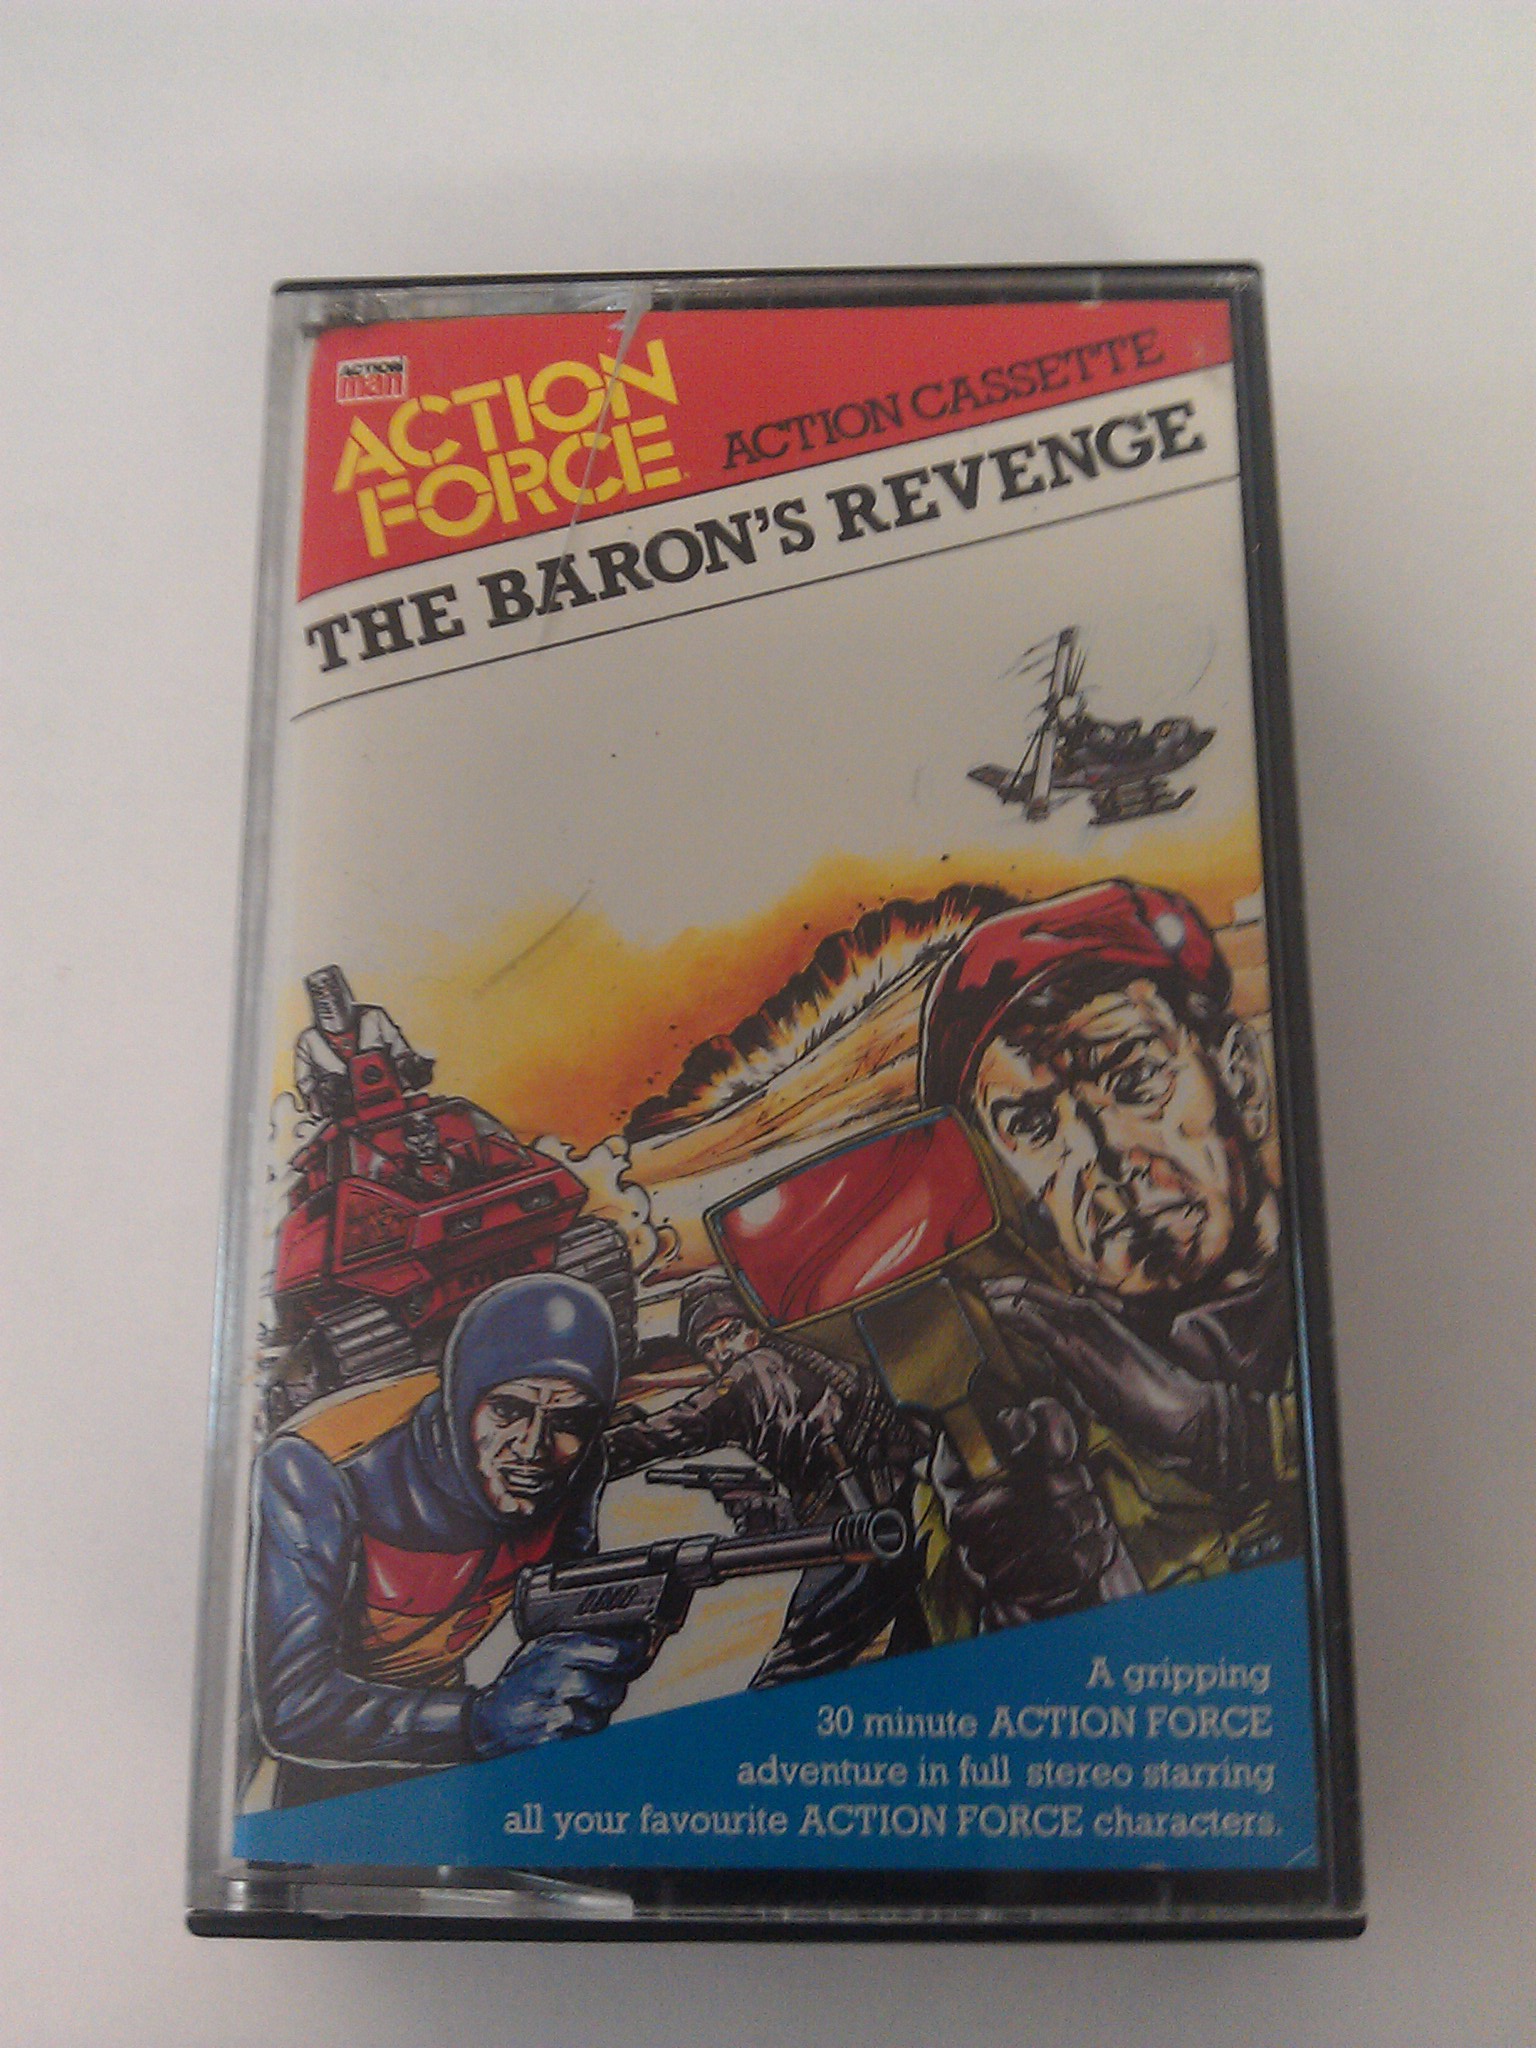 ACTION
man
ACTION
FORCE
ACTION CASSETTE
THE BARON'S REVENGE
A gripping
30 minute ACTION FORCE
adventure in full stereo starring
all your favourite ACTION FORCE characters.